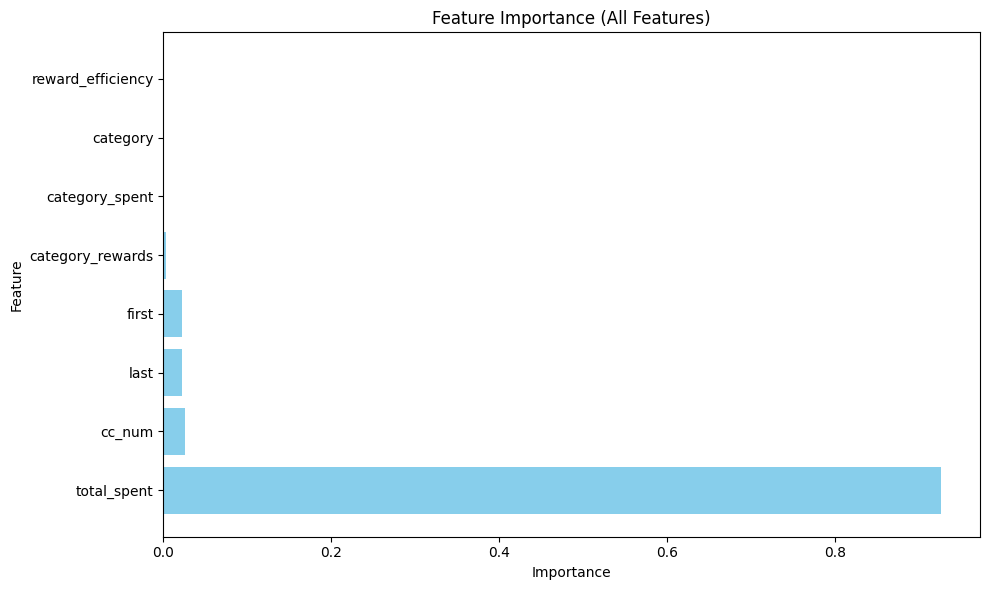 Feature Importance (All Features)
reward_efficiency
category
category_spent
category_rewards
first
last
cc_num
total_spent
Feature
0.0 0.2 0.4 0.6 0.8
Importance